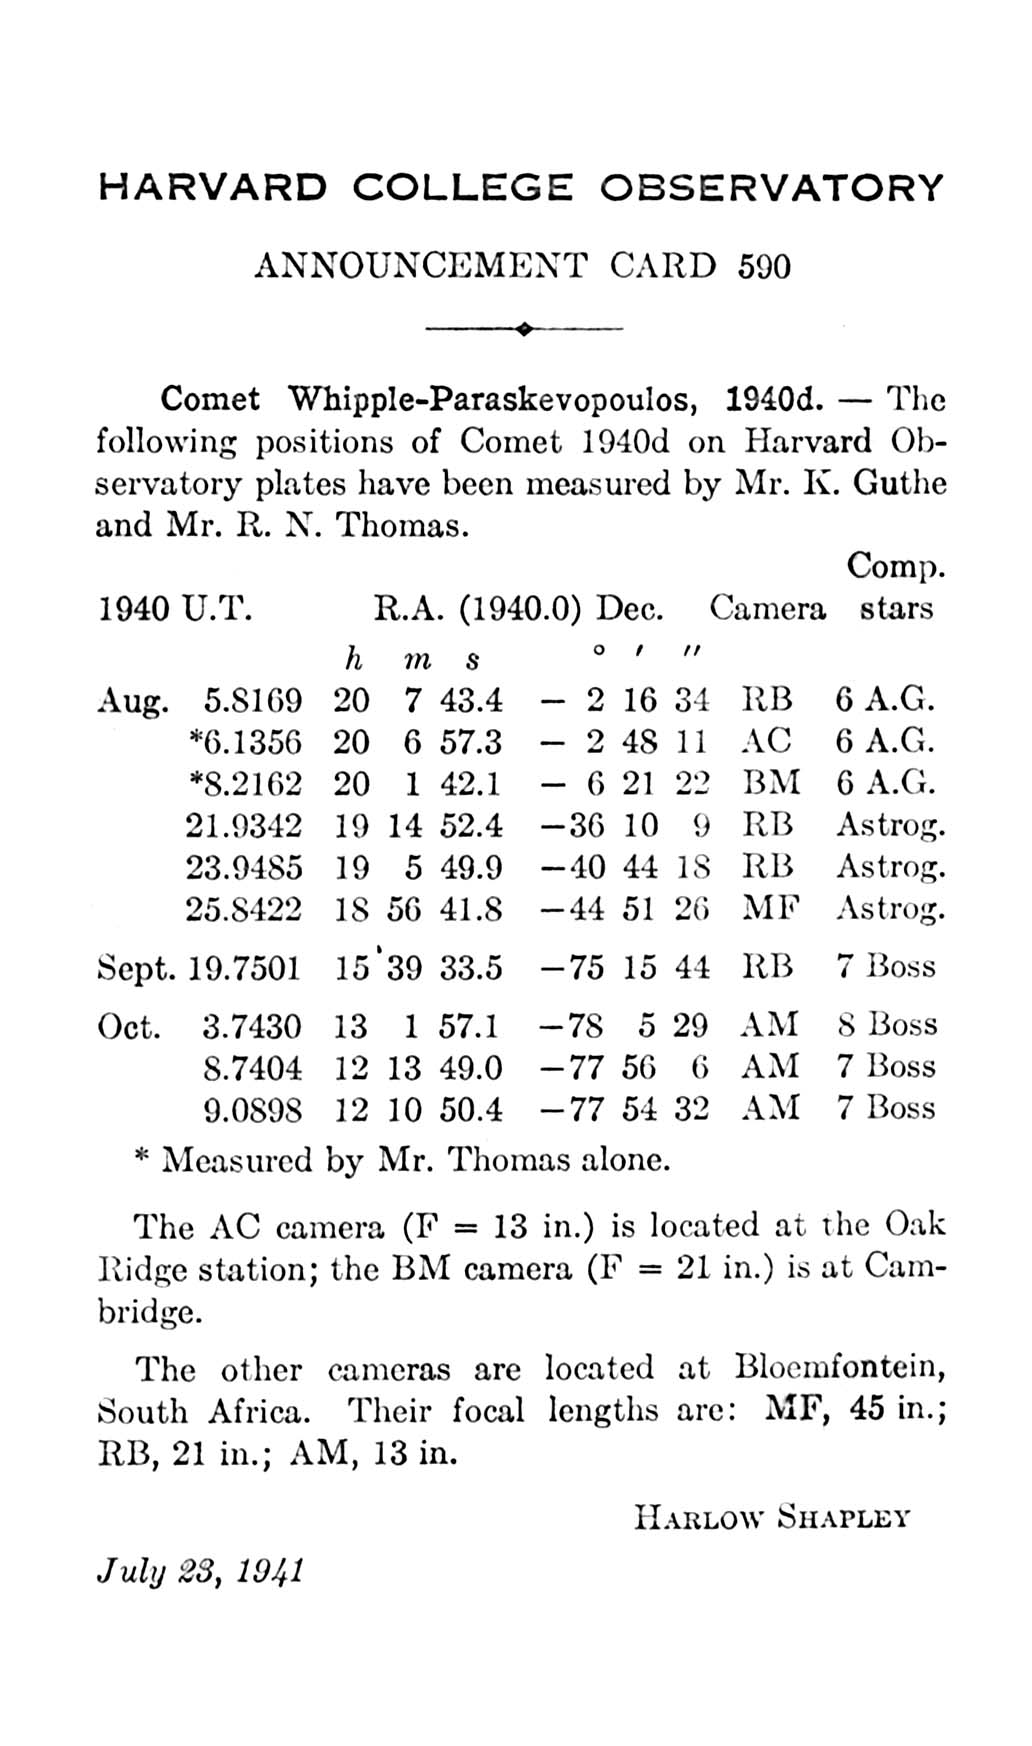 HARVARD COLLEGE OBSERVATORY
ANNOUNCEMENT CARD 590
Comet Whipple-Paraskevopoulos, 1940d. — The
following positions of Comet 1940d on Harvard Ob-
servatory plates have been measured by Mr. K. Guthe
and Mr. R. N. Thomas.
Comp.
1940 U.T. R.A. (1940.0) Dec. Camera stars
h m s ° ′ ″
Aug. 5.8169 20 7 43.4 — 2 16 34 RB 6 A.G.
*6.1356 20 6 57.3 — 2 48 11 AC 6 A.G.
*8.2162 20 1 42.1 — 6 21 22 BM 6 A.G.
21.9342 19 14 52.4 —36 10 9 RB Astrog.
23.9485 19 5 49.9 —40 44 18 RB Astrog.
25.8422 18 56 41.8 —44 51 26 MF Astrog.
Sept. 19.7501 15 39 33.5 —75 15 44 RB 7 Boss
Oct. 3.7430 13 1 57.1 —78 5 29 AM 8 Boss
8.7404 12 13 49.0 —77 56 6 AM 7 Boss
9.0898 12 10 50.4 —77 54 32 AM 7 Boss
* Measured by Mr. Thomas alone.
The AC camera (F = 13 in.) is located at the Oak
Ridge station; the BM camera (F = 21 in.) is at Cam-
bridge.
The other cameras are located at Bloemfontein,
South Africa. Their focal lengths are: MF, 45 in.;
RB, 21 in.; AM, 13 in.
HARLOW SHAPLEY
July 23, 1941